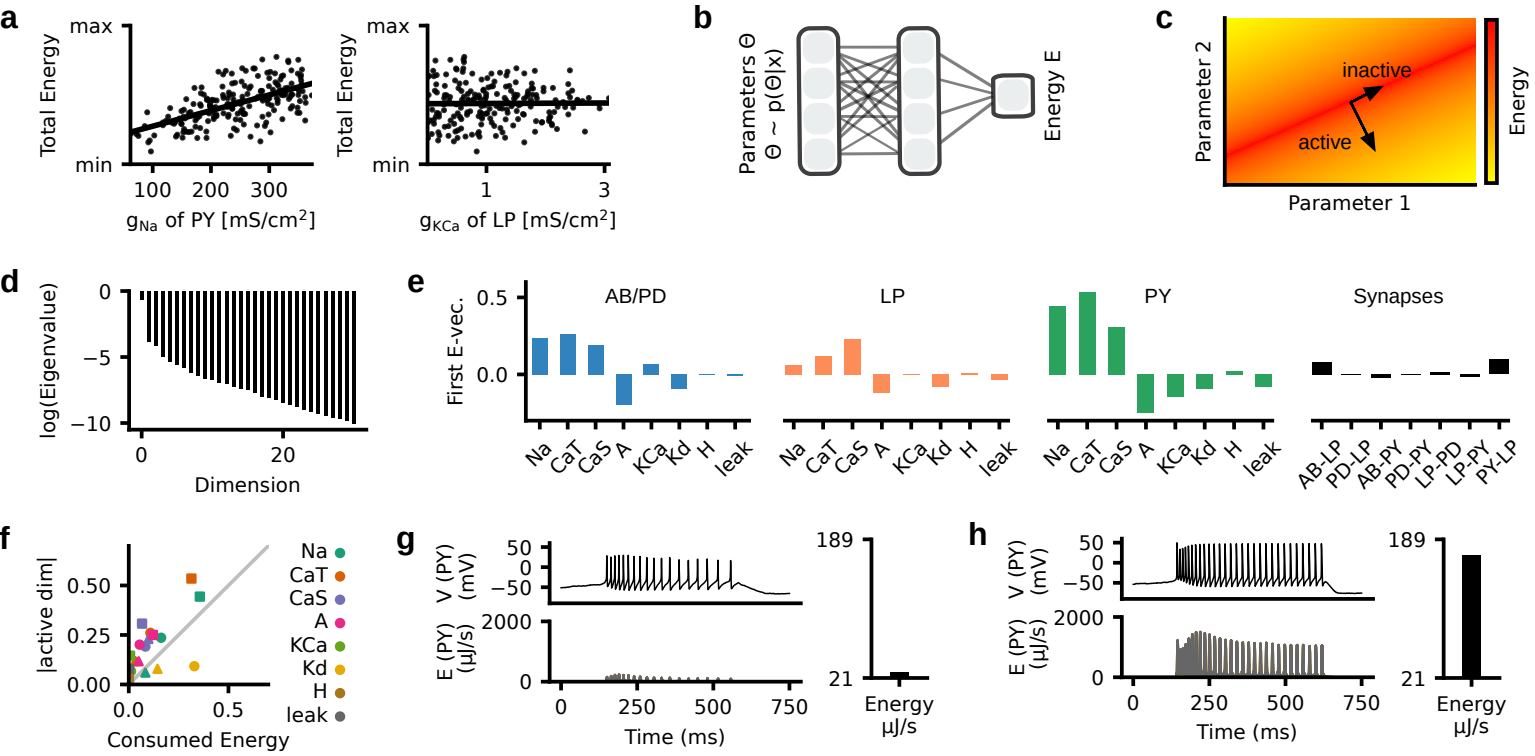 a
max
Total Energy
min
100 200 300
g_Na of PY [mS/cm²]
max
Total Energy
min
1 3
g_KCa of LP [mS/cm²]
b
Parameters Θ
Θ ~ p(Θ|x)
Energy E
c
Parameter 2
inactive
active
Parameter 1
Energy
d
log(Eigenvalue)
0
−5
−10
0 20
Dimension
e
First E-vec.
0.5
0.0
AB/PD
Na CaT CaS A KCa Kd H leak
LP
Na CaT CaS A KCa Kd H leak
PY
Na CaT CaS A KCa Kd H leak
Synapses
AB-LP PD-LP AB-PY PD-PY LP-PD LP-PY PY-LP
f
|active dim|
0.50
0.25
0.00
0.0 0.5
Consumed Energy
Na
CaT
CaS
A
KCa
Kd
H
leak
g
V (PY)
(mV)
50
0
−50
E (PY)
(µJ/s)
2000
0
0 250 500 750
Time (ms)
189
21
Energy
µJ/s
h
V (PY)
(mV)
50
0
−50
E (PY)
(µJ/s)
2000
0
0 250 500 750
Time (ms)
189
21
Energy
µJ/s